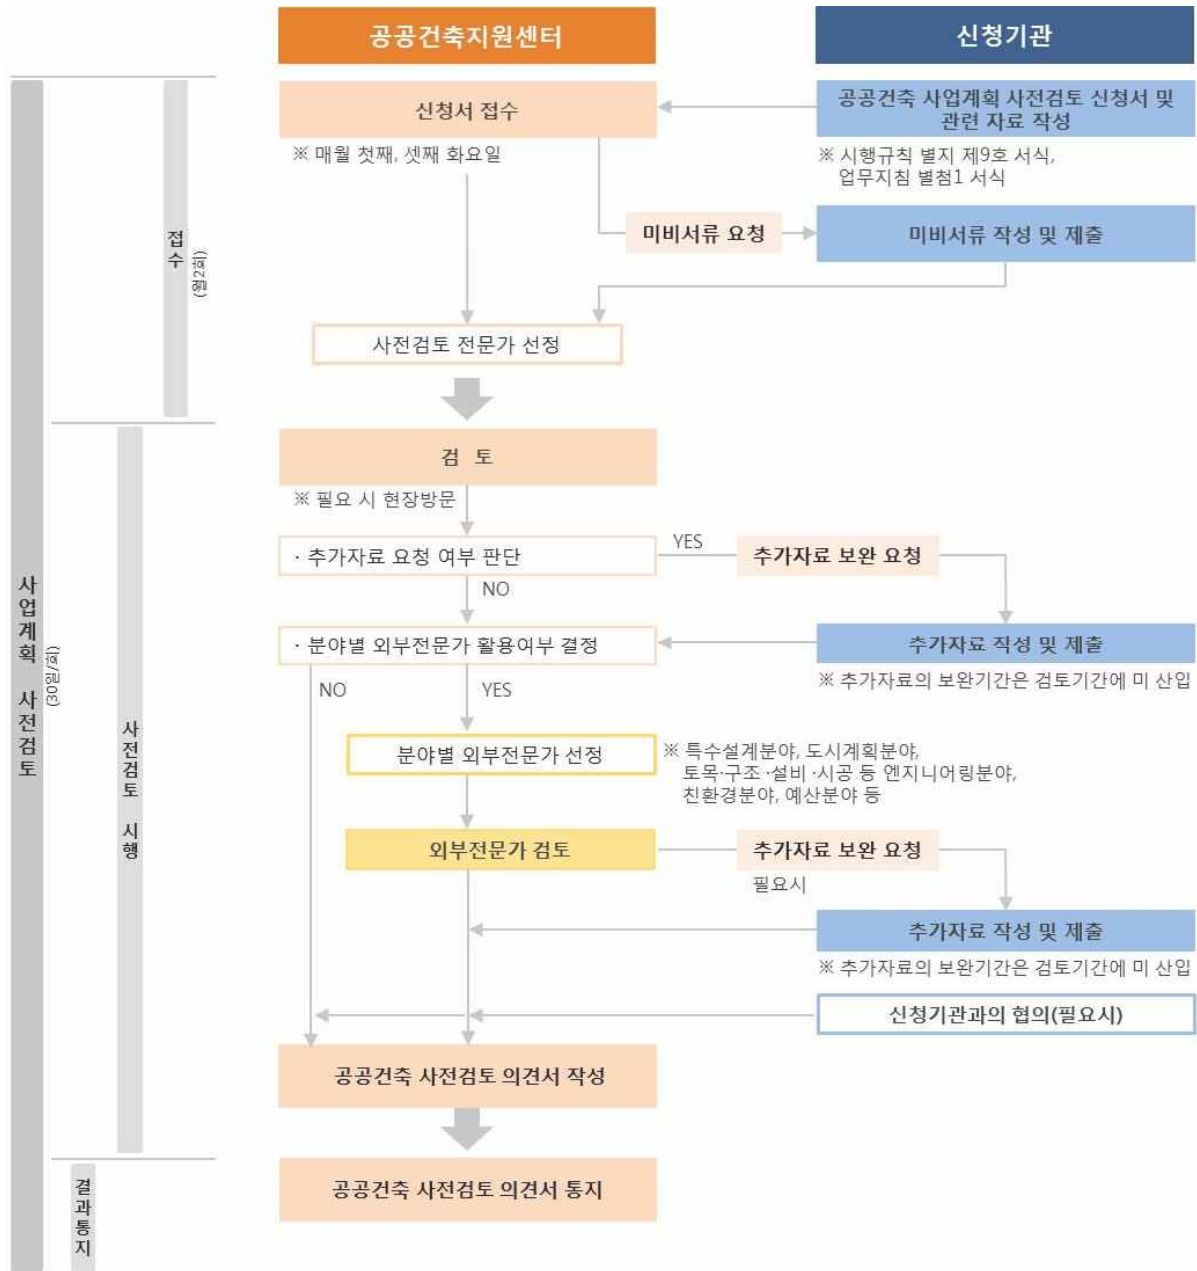 공공건축지원센터
신청기관
신청서 접수
공공건축 사업계획 사전검토 신청서 및
관련 자료 작성
※ 매월 첫째, 셋째 화요일
※ 시행규칙 별지 제9호 서식,
업무지침 별첨1 서식
미비서류 요청
미비서류 작성 및 제출
접수
(월2회)
사전검토 전문가 선정
검 토
※ 필요 시 현장방문
· 추가자료 요청 여부 판단
YES
추가자료 보완 요청
NO
사업계획 사전검토
(30일/회)
· 분야별 외부전문가 활용여부 결정
추가자료 작성 및 제출
※ 추가자료의 보완기간은 검토기간에 미 산입
NO
YES
사전검토 시행
분야별 외부전문가 선정
※ 특수설계분야, 도시계획분야,
토목·구조·설비·시공 등 엔지니어링분야,
친환경분야, 예산분야 등
외부전문가 검토
추가자료 보완 요청
필요시
추가자료 작성 및 제출
※ 추가자료의 보완기간은 검토기간에 미 산입
신청기관과의 협의(필요시)
공공건축 사전검토 의견서 작성
결과통지
공공건축 사전검토 의견서 통지